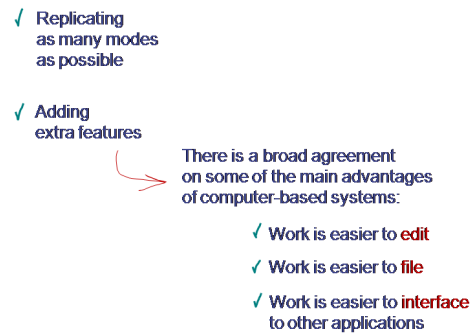 Replicating
as many modes
as possible
Adding
extra features
There is a broad agreement
on some of the main advantages
of computer-based systems:
Work is easier to edit
Work is easier to file
Work is easier to interface
to other applications